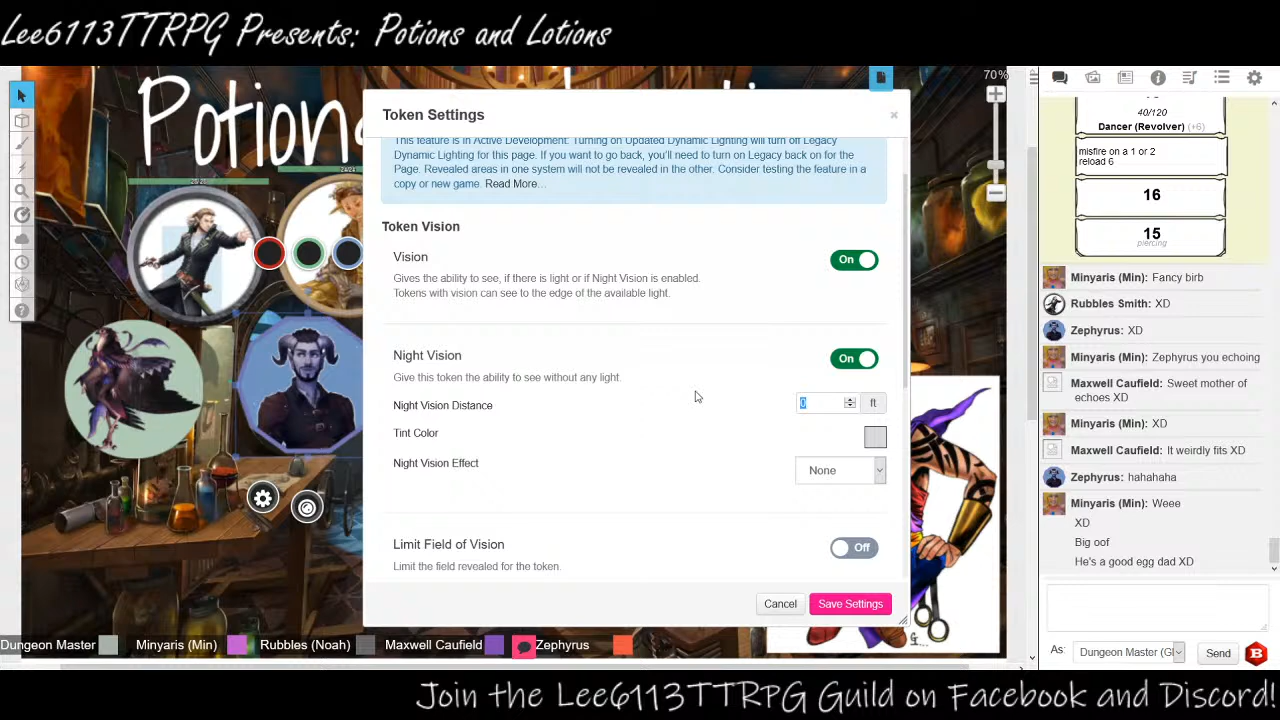 Lee6113TTRPG Presents: Potions and Lotions
Potions
70%
Token Settings
×
This feature is in Active Development. Turning on Updated Dynamic Lighting will turn off Legacy
Dynamic Lighting for this page. If you want to go back, you'll need to turn on Legacy back on for the
Page. Revealed areas in one system will not be revealed in the other. Consider testing the feature in a
copy or new game. Read More...
Token Vision
Vision
On
Gives the ability to see, if there is light or if Night Vision is enabled.
Tokens with vision can see to the edge of the available light.
Night Vision
On
Give this token the ability to see without any light.
Night Vision Distance
0
ft
Tint Color
Night Vision Effect
None
Limit Field of Vision
Off
Limit the field revealed for the token.
Cancel
Save Settings
Dungeon Master
Minyaris (Min)
Rubbles (Noah)
Maxwell Caufield
Zephyrus
40/120
Dancer (Revolver) (+6)
misfire on a 1 or 2
reload 6
16
15
piercing
Minyaris (Min): Fancy birb
Rubbles Smith: XD
Zephyrus: XD
Minyaris (Min): Zephyrus you echoing
Maxwell Caufield: Sweet mother of
echoes XD
Minyaris (Min): XD
Maxwell Caufield: It weirdly fits XD
Zephyrus: hahahaha
Minyaris (Min): Weee
XD
Big oof
He's a good egg dad XD
As:
Dungeon Master (G
Send
Join the Lee6113TTRPG Guild on Facebook and Discord!